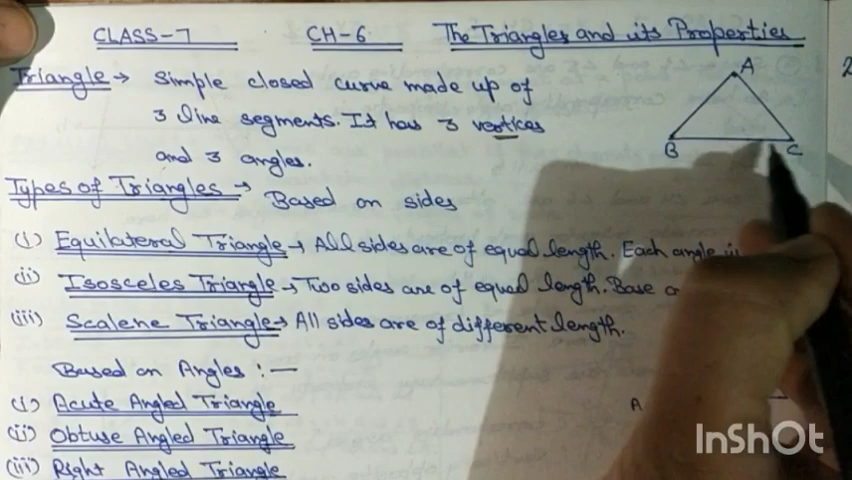 CLASS-7 CH-6 The Triangles and its Properties
Triangle → Simple closed curve made up of
3 line segments. It has 3 vertices
and 3 angles.
A
B C
2
Types of Triangles → Based on sides
(i) Equilateral Triangle → All sides are of equal length. Each angle is
(ii) Isosceles Triangle → Two sides are of equal length. Base
(iii) Scalene Triangle → All sides are of different length.
Based on Angles :—
(i) Acute Angled Triangle
A
(ii) Obtuse Angled Triangle
(iii) Right Angled Triangle
InShOt